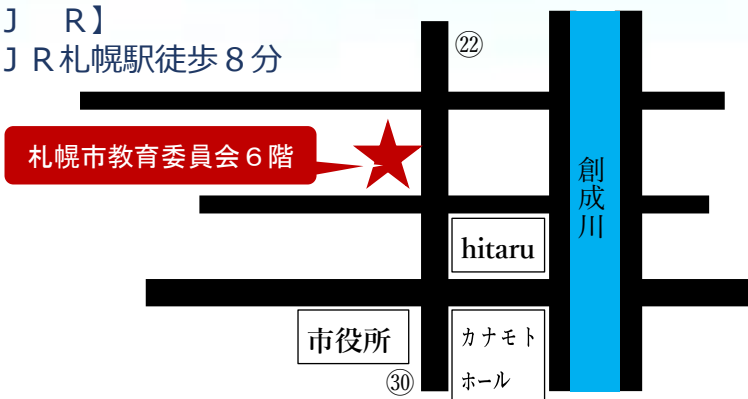 Ｊ　Ｒ】
ＪＲ札幌駅徒歩８分
㉒
札幌市教育委員会６階
創成川
hitaru
市役所
カナモト
ホール
㉚